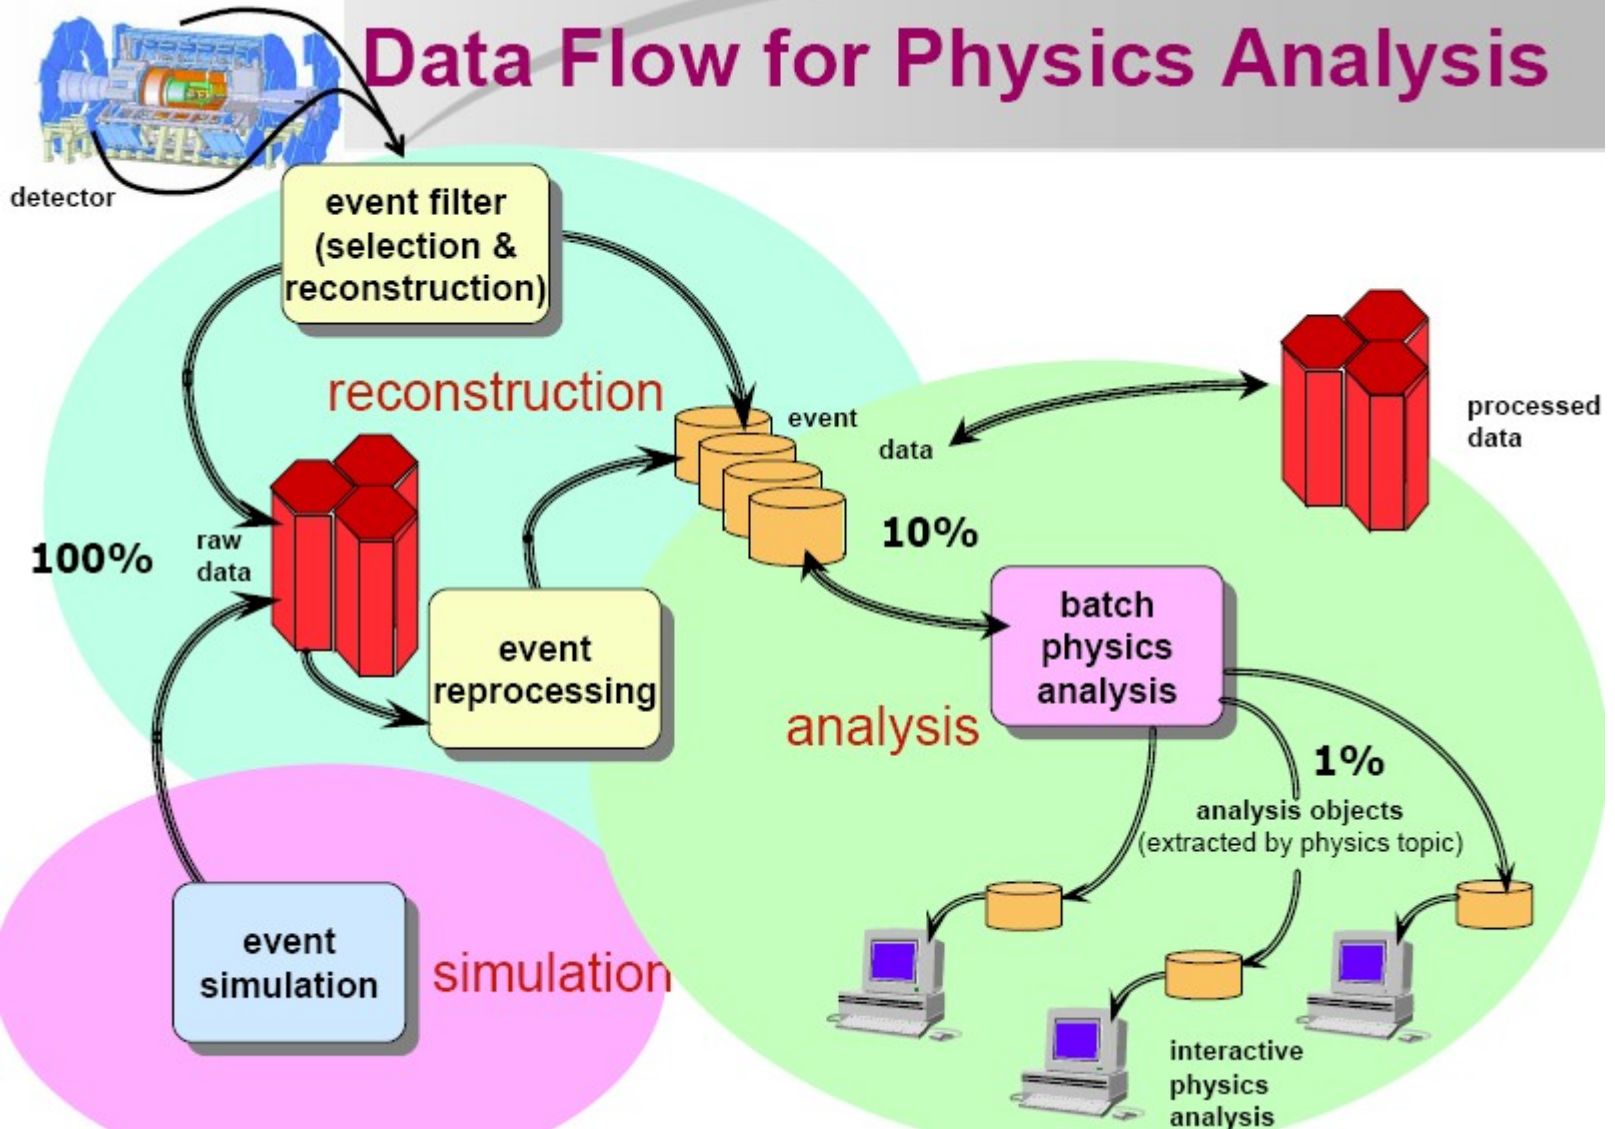 Data Flow for Physics Analysis
detector
event filter
(selection &
reconstruction)
reconstruction
event
data
processed
data
100%
raw
data
10%
event
reprocessing
batch
physics
analysis
analysis
1%
analysis objects
(extracted by physics topic)
event
simulation
simulation
interactive
physics
analysis